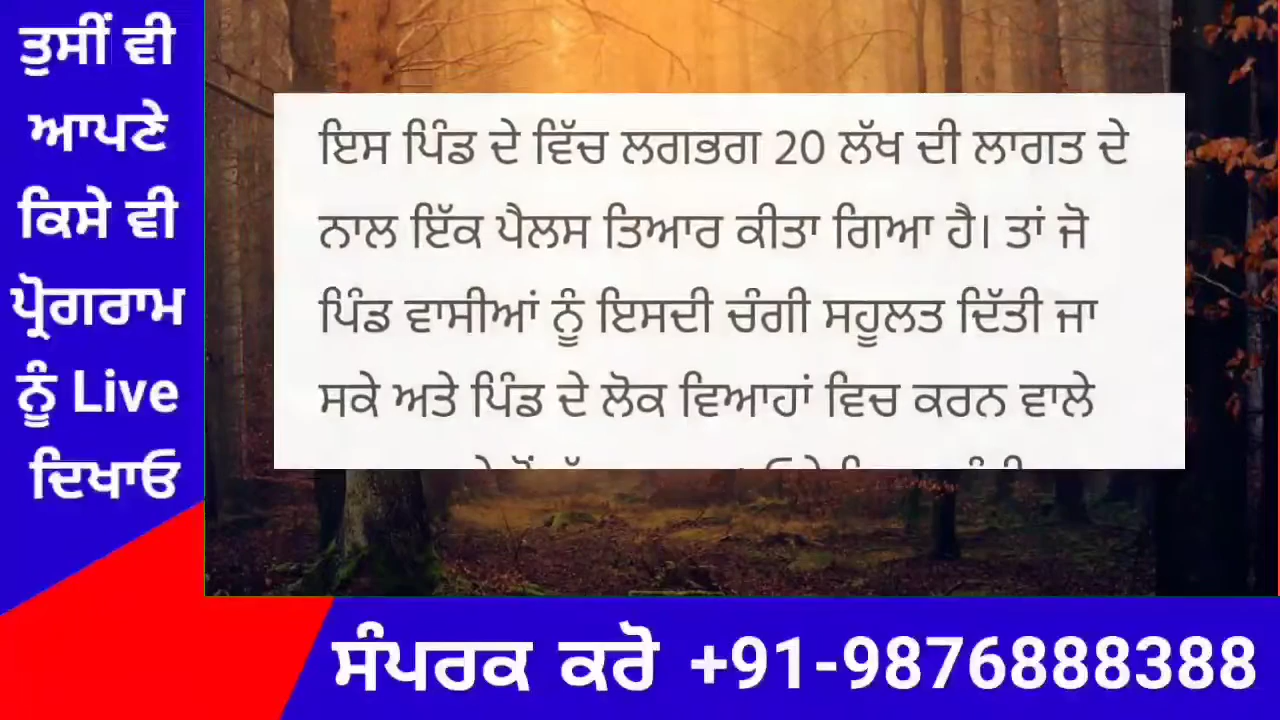 ਤੁਸੀਂ ਵੀ
ਆਪਣੇ
ਕਿਸੇ ਵੀ
ਪ੍ਰੋਗਰਾਮ
ਨੂੰ Live
ਦਿਖਾਓ
ਇਸ ਪਿੰਡ ਦੇ ਵਿੱਚ ਲਗਭਗ 20 ਲੱਖ ਦੀ ਲਾਗਤ ਦੇ
ਨਾਲ ਇੱਕ ਪੈਲਸ ਤਿਆਰ ਕੀਤਾ ਗਿਆ ਹੈ। ਤਾਂ ਜੋ
ਪਿੰਡ ਵਾਸੀਆਂ ਨੂੰ ਇਸਦੀ ਚੰਗੀ ਸਹੂਲਤ ਦਿੱਤੀ ਜਾ
ਸਕੇ ਅਤੇ ਪਿੰਡ ਦੇ ਲੋਕ ਵਿਆਹਾਂ ਵਿਚ ਕਰਨ ਵਾਲੇ
ਸੰਪਰਕ ਕਰੋ +91-9876888388